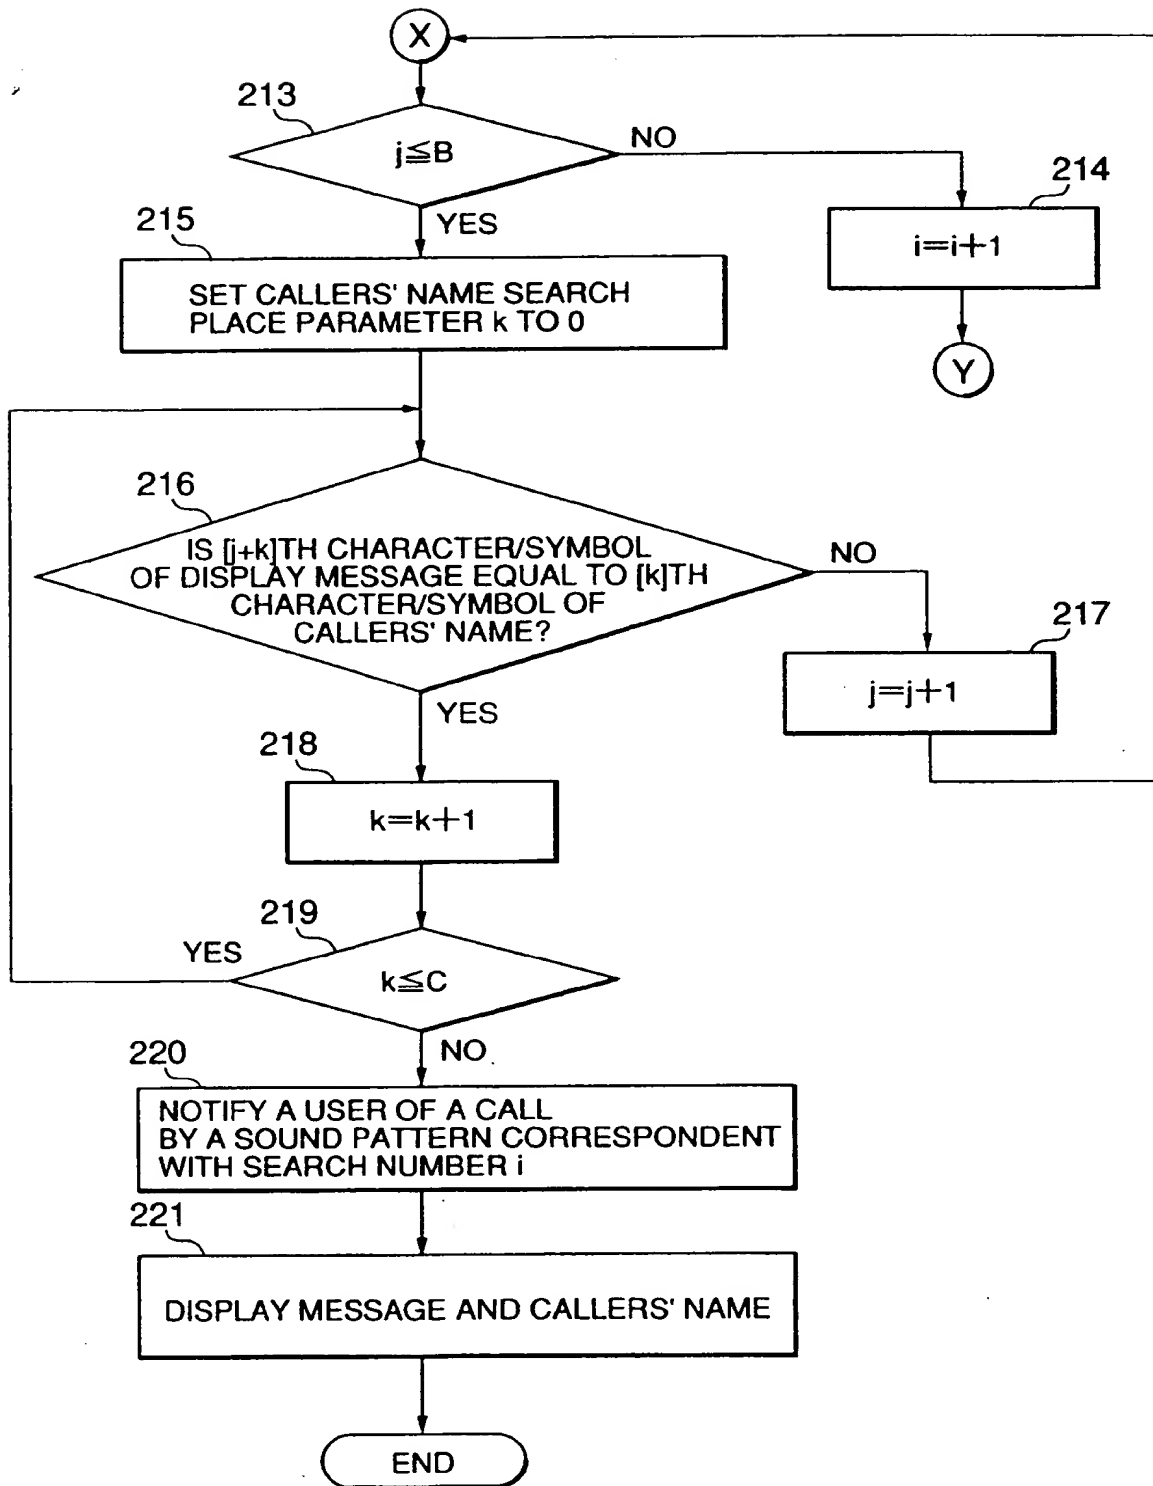 X
213
j≦B
NO
214
i=i+1
YES
215
SET CALLERS' NAME SEARCH
PLACE PARAMETER k TO 0
Y
216
IS [j+k]TH CHARACTER/SYMBOL
OF DISPLAY MESSAGE EQUAL TO [k]TH
CHARACTER/SYMBOL OF
CALLERS' NAME?
NO
217
j=j+1
YES
218
k=k+1
219
YES
k≦C
NO
220
NOTIFY A USER OF A CALL
BY A SOUND PATTERN CORRESPONDENT
WITH SEARCH NUMBER i
221
DISPLAY MESSAGE AND CALLERS' NAME
END